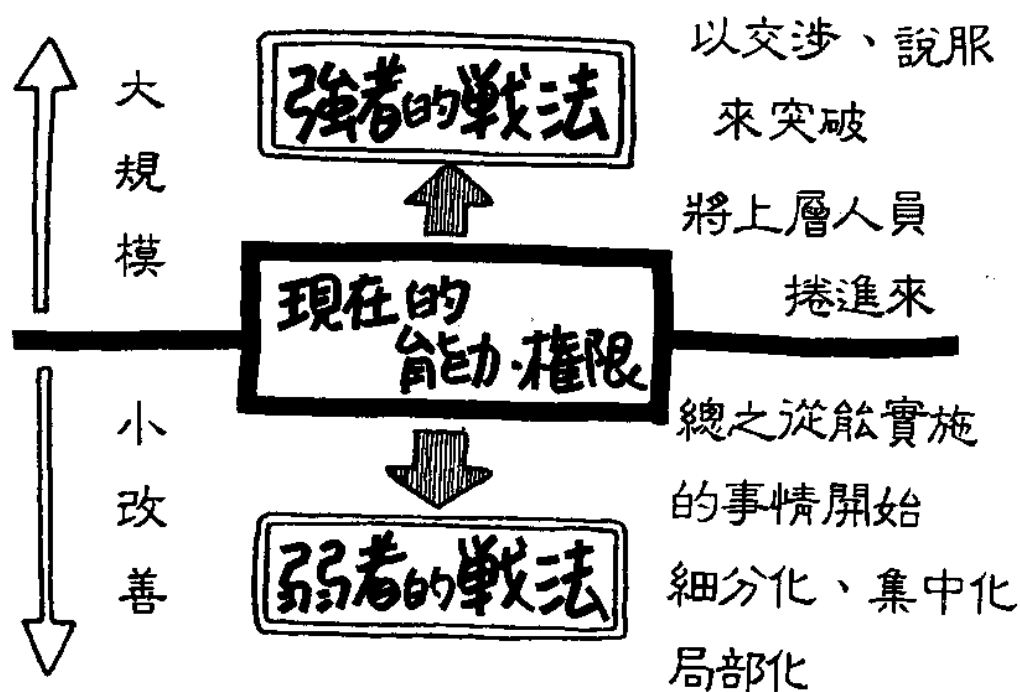 大規模
強者的戦法
以交涉、說服
來突破
將上層人員
捲進來
現在的
能力·權限
小改善
弱者的戦法
總之從能實施
的事情開始
細分化、集中化
局部化